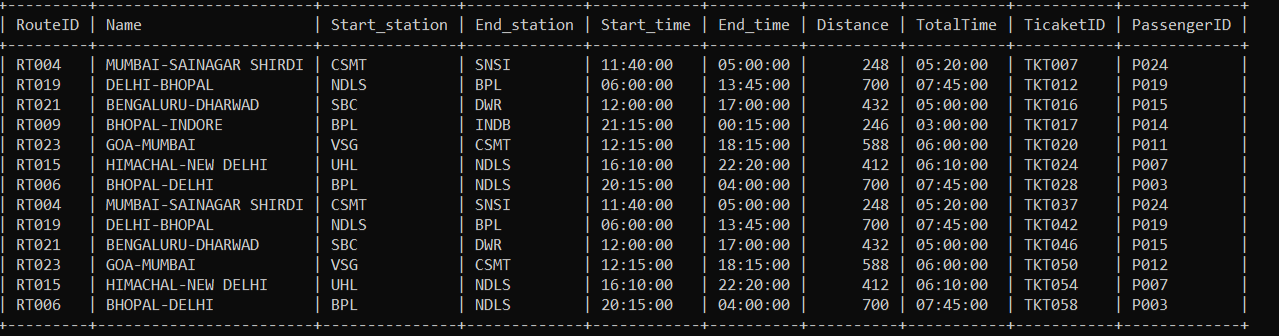 RouteID | Name | Start_station | End_station | Start_time | End_time | Distance | TotalTime | TicaketID | PassengerID
RT004 | MUMBAI-SAINAGAR SHIRDI | CSMT | SNSI | 11:40:00 | 05:00:00 | 248 | 05:20:00 | TKT007 | P024
RT019 | DELHI-BHOPAL | NDLS | BPL | 06:00:00 | 13:45:00 | 700 | 07:45:00 | TKT012 | P019
RT021 | BENGALURU-DHARWAD | SBC | DWR | 12:00:00 | 17:00:00 | 432 | 05:00:00 | TKT016 | P015
RT009 | BHOPAL-INDORE | BPL | INDB | 21:15:00 | 00:15:00 | 246 | 03:00:00 | TKT017 | P014
RT023 | GOA-MUMBAI | VSG | CSMT | 12:15:00 | 18:15:00 | 588 | 06:00:00 | TKT020 | P011
RT015 | HIMACHAL-NEW DELHI | UHL | NDLS | 16:10:00 | 22:20:00 | 412 | 06:10:00 | TKT024 | P007
RT006 | BHOPAL-DELHI | BPL | NDLS | 20:15:00 | 04:00:00 | 700 | 07:45:00 | TKT028 | P003
RT004 | MUMBAI-SAINAGAR SHIRDI | CSMT | SNSI | 11:40:00 | 05:00:00 | 248 | 05:20:00 | TKT037 | P024
RT019 | DELHI-BHOPAL | NDLS | BPL | 06:00:00 | 13:45:00 | 700 | 07:45:00 | TKT042 | P019
RT021 | BENGALURU-DHARWAD | SBC | DWR | 12:00:00 | 17:00:00 | 432 | 05:00:00 | TKT046 | P015
RT023 | GOA-MUMBAI | VSG | CSMT | 12:15:00 | 18:15:00 | 588 | 06:00:00 | TKT050 | P012
RT015 | HIMACHAL-NEW DELHI | UHL | NDLS | 16:10:00 | 22:20:00 | 412 | 06:10:00 | TKT054 | P007
RT006 | BHOPAL-DELHI | BPL | NDLS | 20:15:00 | 04:00:00 | 700 | 07:45:00 | TKT058 | P003